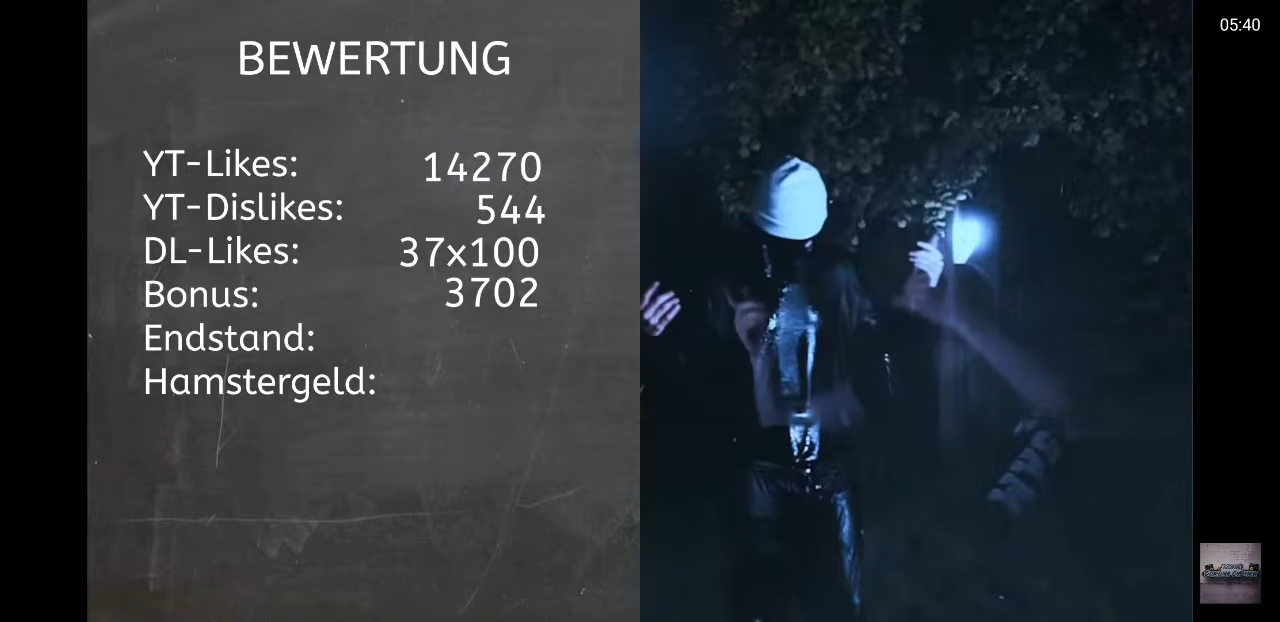 05:40
BEWERTUNG
YT-Likes: 14270
YT-Dislikes: 544
DL-Likes: 37x100
Bonus: 3702
Endstand:
Hamstergeld: